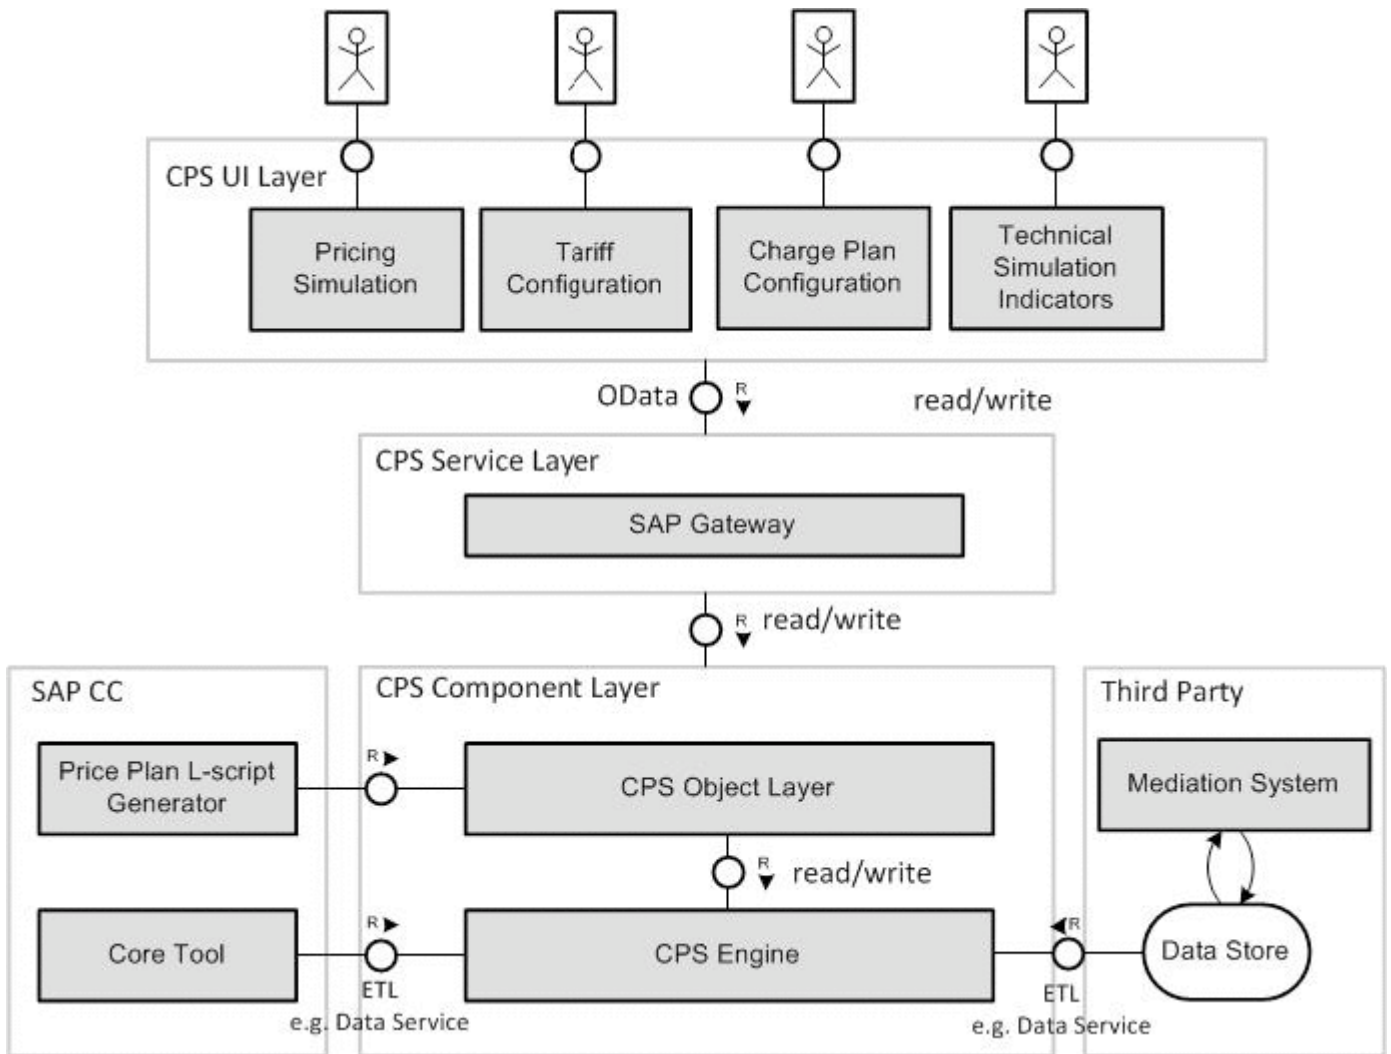 CPS UI Layer
Pricing
Simulation
Tariff
Configuration
Charge Plan
Configuration
Technical
Simulation
Indicators
OData
R
read/write
CPS Service Layer
SAP Gateway
R
read/write
SAP CC
CPS Component Layer
Third Party
Price Plan L-script
Generator
R
CPS Object Layer
Mediation System
R
read/write
Core Tool
R
CPS Engine
R
Data Store
ETL
e.g. Data Service
ETL
e.g. Data Service